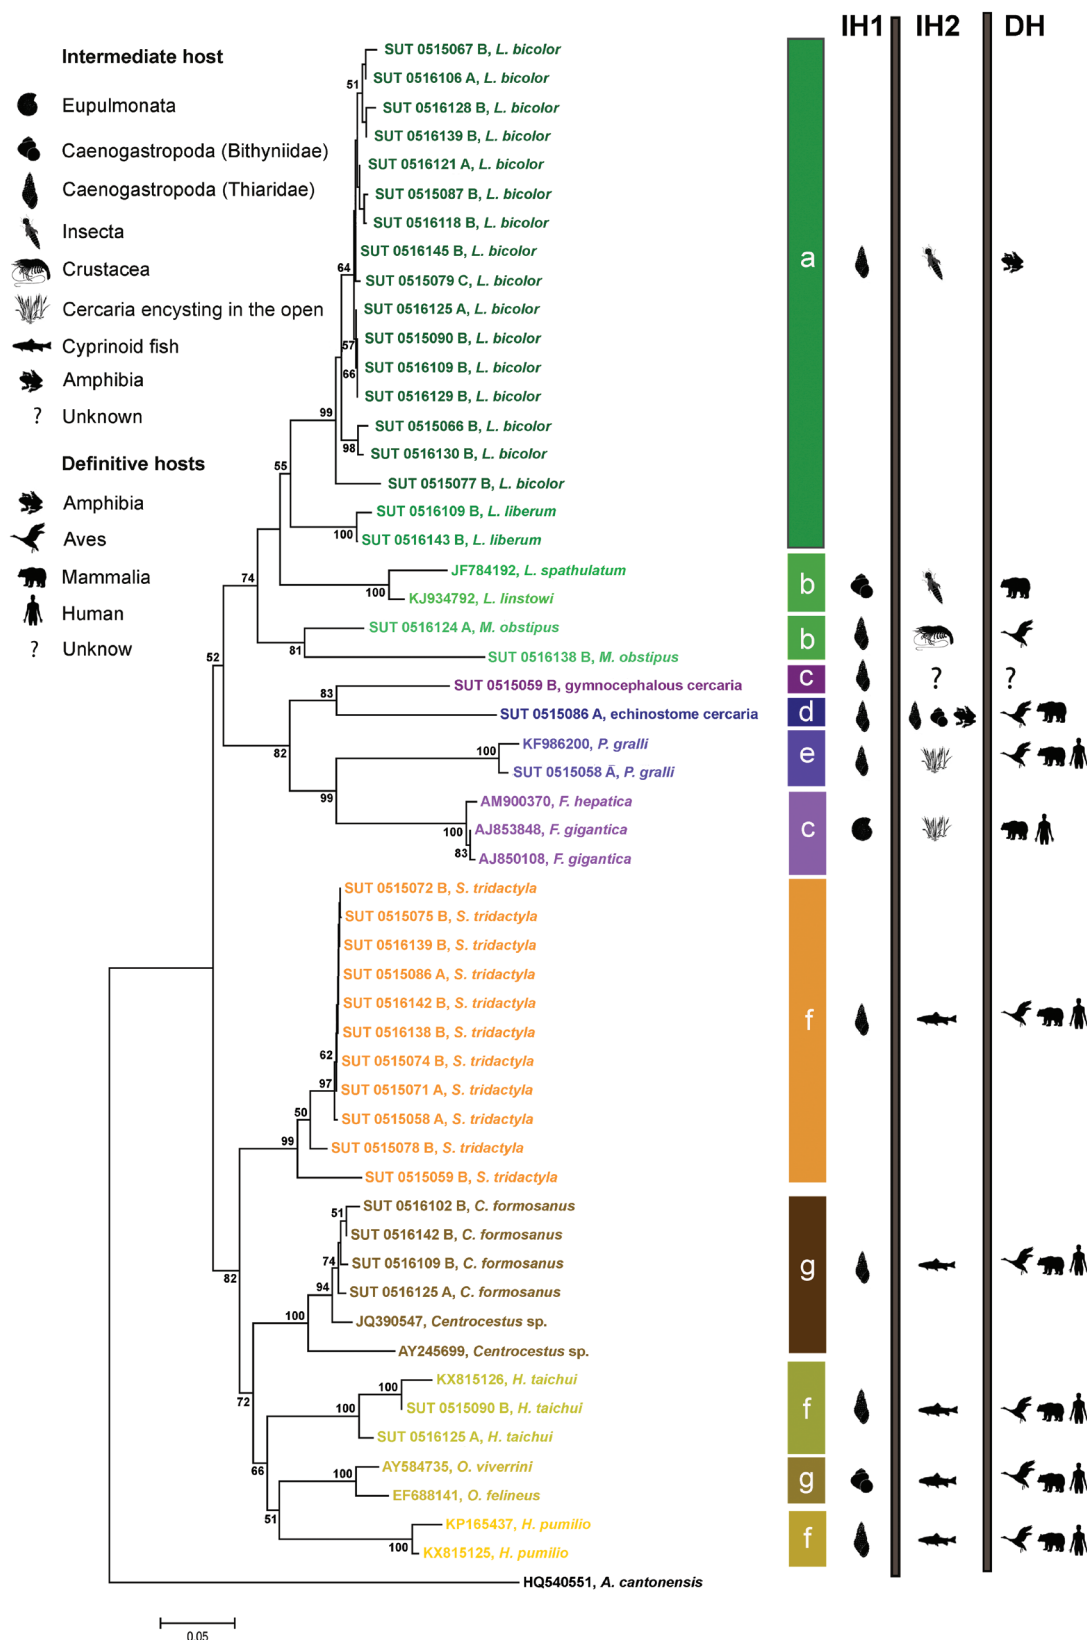 IH1 IH2 DH
Intermediate host
Eupulmonata
Caenogastropoda (Bithyniidae)
Caenogastropoda (Thiaridae)
Insecta
Crustacea
Cercaria encysting in the open
Cyprinoid fish
Amphibia
? Unknown
Definitive hosts
Amphibia
Aves
Mammalia
Human
? Unknow
SUT 0515067 B, L. bicolor
SUT 0516106 A, L. bicolor
51
SUT 0516128 B, L. bicolor
SUT 0516139 B, L. bicolor
SUT 0516121 A, L. bicolor
SUT 0515087 B, L. bicolor
SUT 0516118 B, L. bicolor
SUT 0516145 B, L. bicolor
a
64
SUT 0515079 C, L. bicolor
SUT 0516125 A, L. bicolor
SUT 0515090 B, L. bicolor
57
SUT 0516109 B, L. bicolor
66
SUT 0516129 B, L. bicolor
99
SUT 0515066 B, L. bicolor
98
SUT 0516130 B, L. bicolor
55
SUT 0515077 B, L. bicolor
SUT 0516109 B, L. liberum
100
SUT 0516143 B, L. liberum
JF784192, L. spathulatum
74
b
100
KJ934792, L. linstowi
SUT 0516124 A, M. obstipus
b
81
52
SUT 0516138 B, M. obstipus
83
SUT 0515059 B, gymnocephalous cercaria
c ? ?
SUT 0515086 A, echinostome cercaria
d
82
100
KF986200, P. gralli
e
SUT 0515058 A, P. gralli
99
AM900370, F. hepatica
100
AJ853848, F. gigantica
c
83
AJ850108, F. gigantica
SUT 0515072 B, S. tridactyla
SUT 0515075 B, S. tridactyla
SUT 0516139 B, S. tridactyla
SUT 0515086 A, S. tridactyla
SUT 0516142 B, S. tridactyla
f
SUT 0516138 B, S. tridactyla
62
SUT 0515074 B, S. tridactyla
97
SUT 0515071 A, S. tridactyla
50
SUT 0515058 A, S. tridactyla
99
SUT 0515078 B, S. tridactyla
SUT 0515059 B, S. tridactyla
SUT 0516102 B, C. formosanus
51
SUT 0516142 B, C. formosanus
74
SUT 0516109 B, C. formosanus
g
82
94
SUT 0516125 A, C. formosanus
100
JQ390547, Centrocestus sp.
AY245699, Centrocestus sp.
KX815126, H. taichui
100
72
100
SUT 0515090 B, H. taichui
f
SUT 0516125 A, H. taichui
66
AY584735, O. viverrini
100
g
EF688141, O. felineus
51
KP165437, H. pumilio
f
100
KX815125, H. pumilio
HQ540551, A. cantonensis
0.05